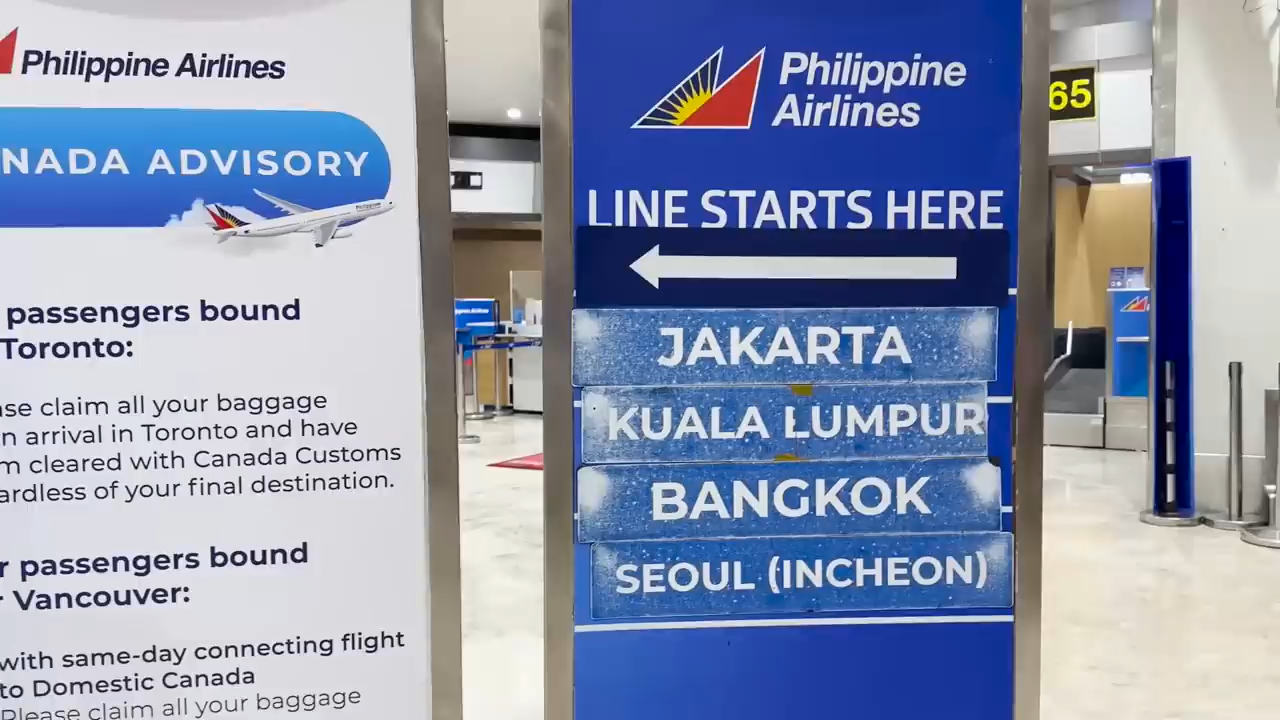 Philippine Airlines
NADA ADVISORY
Philippine
passengers bound
Toronto:
se claim all your baggage
n arrival in Toronto and have
m cleared with Canada Customs
ardless of your final destination.
r passengers bound
r Vancouver:
with same-day connecting flight
to Domestic Canada
Please claim all your baggage
Philippine
Airlines
LINE STARTS HERE
JAKARTA
KUALA LUMPUR
BANGKOK
SEOUL (INCHEON)
65